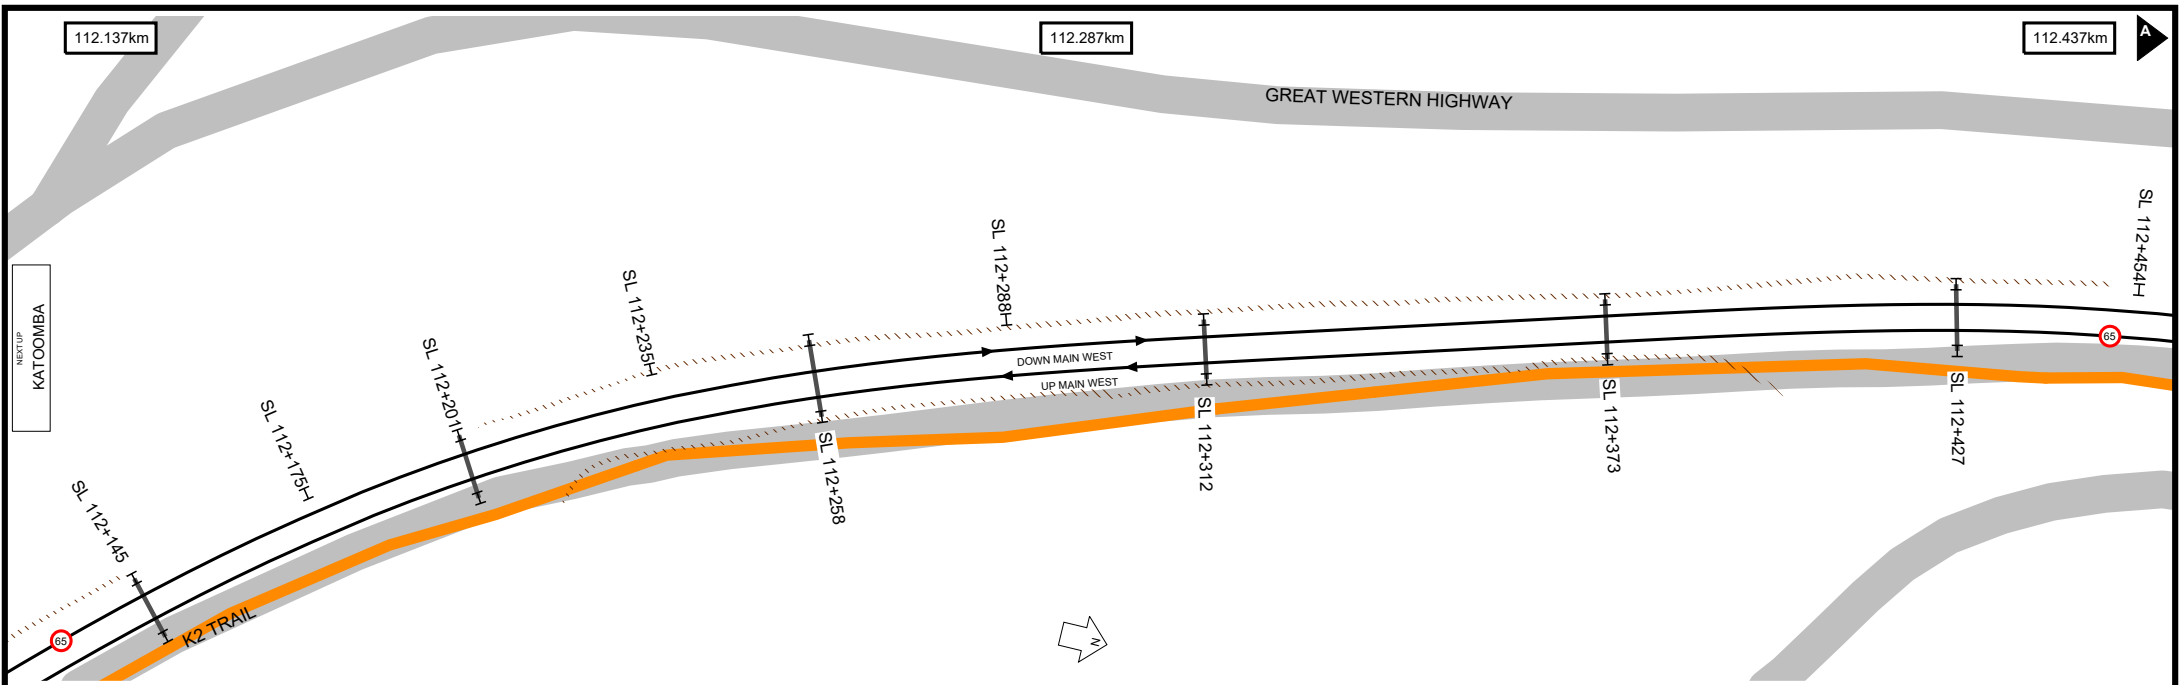 112.137km
112.287km
112.437km
A
GREAT WESTERN HIGHWAY
NEXT UP
KATOOMBA
SL 112+145
SL 112+175
SL 112+201
SL 112+235
SL 112+258
SL 112+288
SL 112+312
SL 112+373
SL 112+427
SL 112+454
DOWN MAIN WEST
UP MAIN WEST
65
65
K2 TRAIL
N